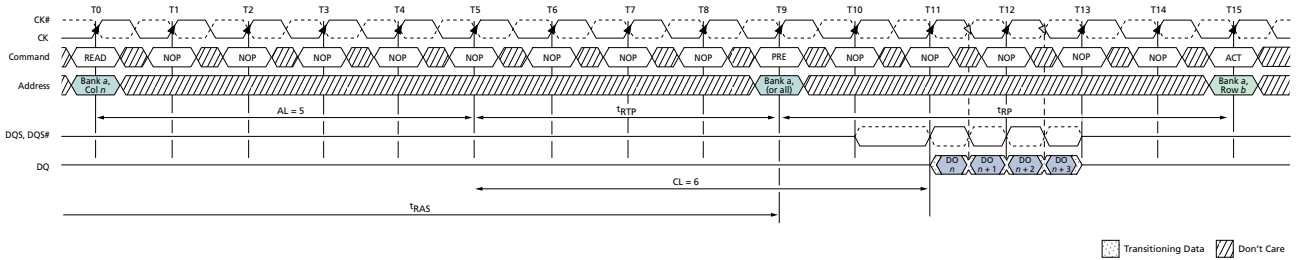 T0 T1 T2 T3 T4 T5 T6 T7 T8 T9 T10 T11 T12 T13 T14 T15
CK#
CK
Command READ NOP NOP NOP NOP NOP NOP NOP NOP PRE NOP NOP NOP NOP NOP ACT
Address Bank a, Col n Bank a, (or all) Bank a, Row b
AL = 5 tRTP tRP
DQS, DQS#
DQ DO n DO n + 1 DO n + 2 DO n + 3
CL = 6
tRAS
Transitioning Data Don't Care